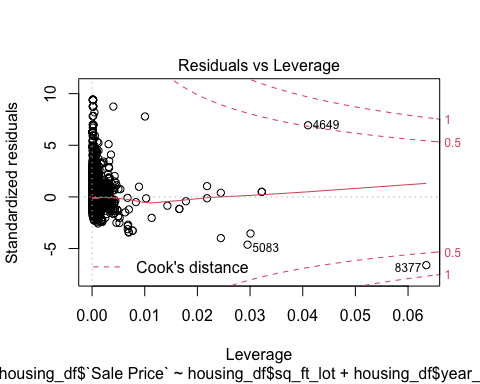 Residuals vs Leverage
Standardized residuals
10
5
0
-5
4649
5083
8377
1
0.5
0.5
1
Cook's distance
0.00 0.01 0.02 0.03 0.04 0.05 0.06
Leverage
housing_df$`Sale Price` ~ housing_df$sq_ft_lot + housing_df$year_